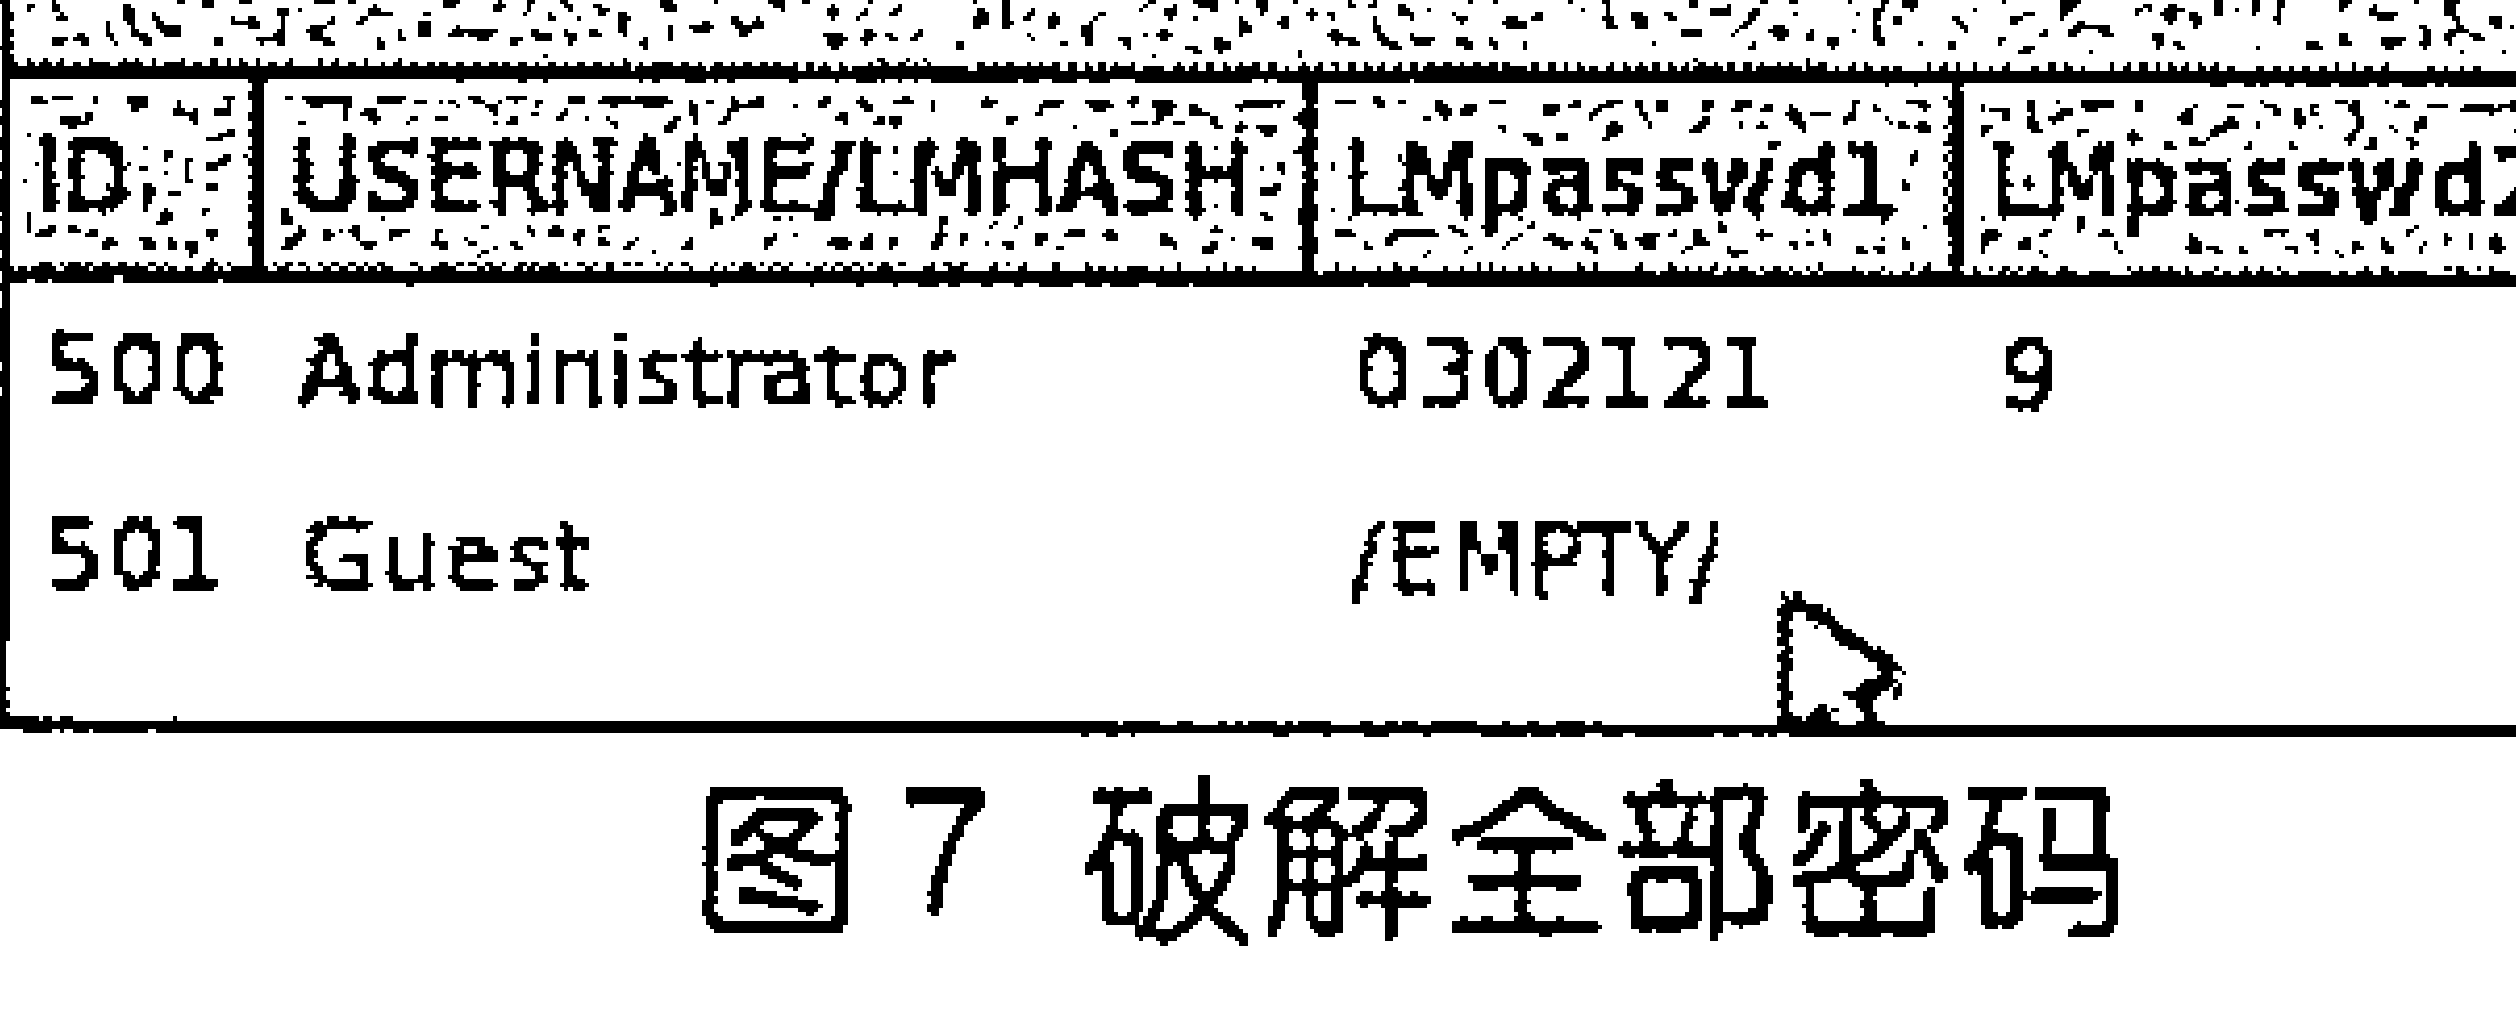 ID USERNAME/LMHASH LMpasswd1 LMpasswd2
500 Administrator 0302121 9
501 Guest /EMPTY/
图7 破解全部密码